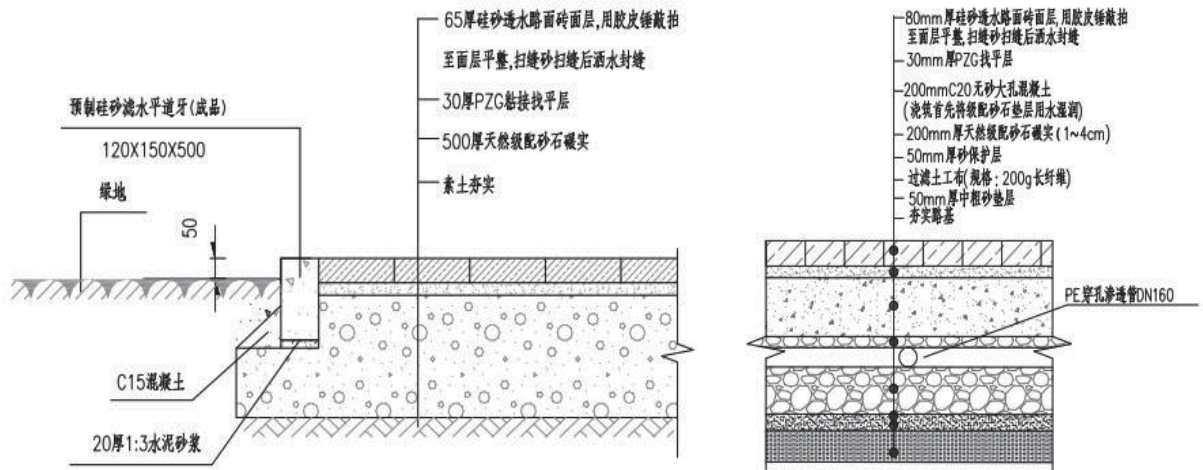 65厚硅砂透水路面砖面层,用胶皮锤敲拍
至面层平整,扫缝砂扫缝后洒水封缝
30厚PZG粘接找平层
500厚天然级配砂石碾实
素土夯实
预制硅砂滤水平道牙(成品)
120X150X500
绿地
50
C15混凝土
20厚1:3水泥砂浆
80mm厚硅砂透水路面砖面层,用胶皮锤敲拍
至面层平整,扫缝砂扫缝后洒水封缝
30mm厚PZG找平层
200mmC20无砂大孔混凝土
(浇筑首先将级配砂石垫层用水湿润)
200mm厚天然级配砂石碾实(1~4cm)
50mm厚砂保护层
过滤土工布(规格:200g长纤维)
50mm厚中粗砂垫层
夯实路基
PE穿孔渗透管DN160